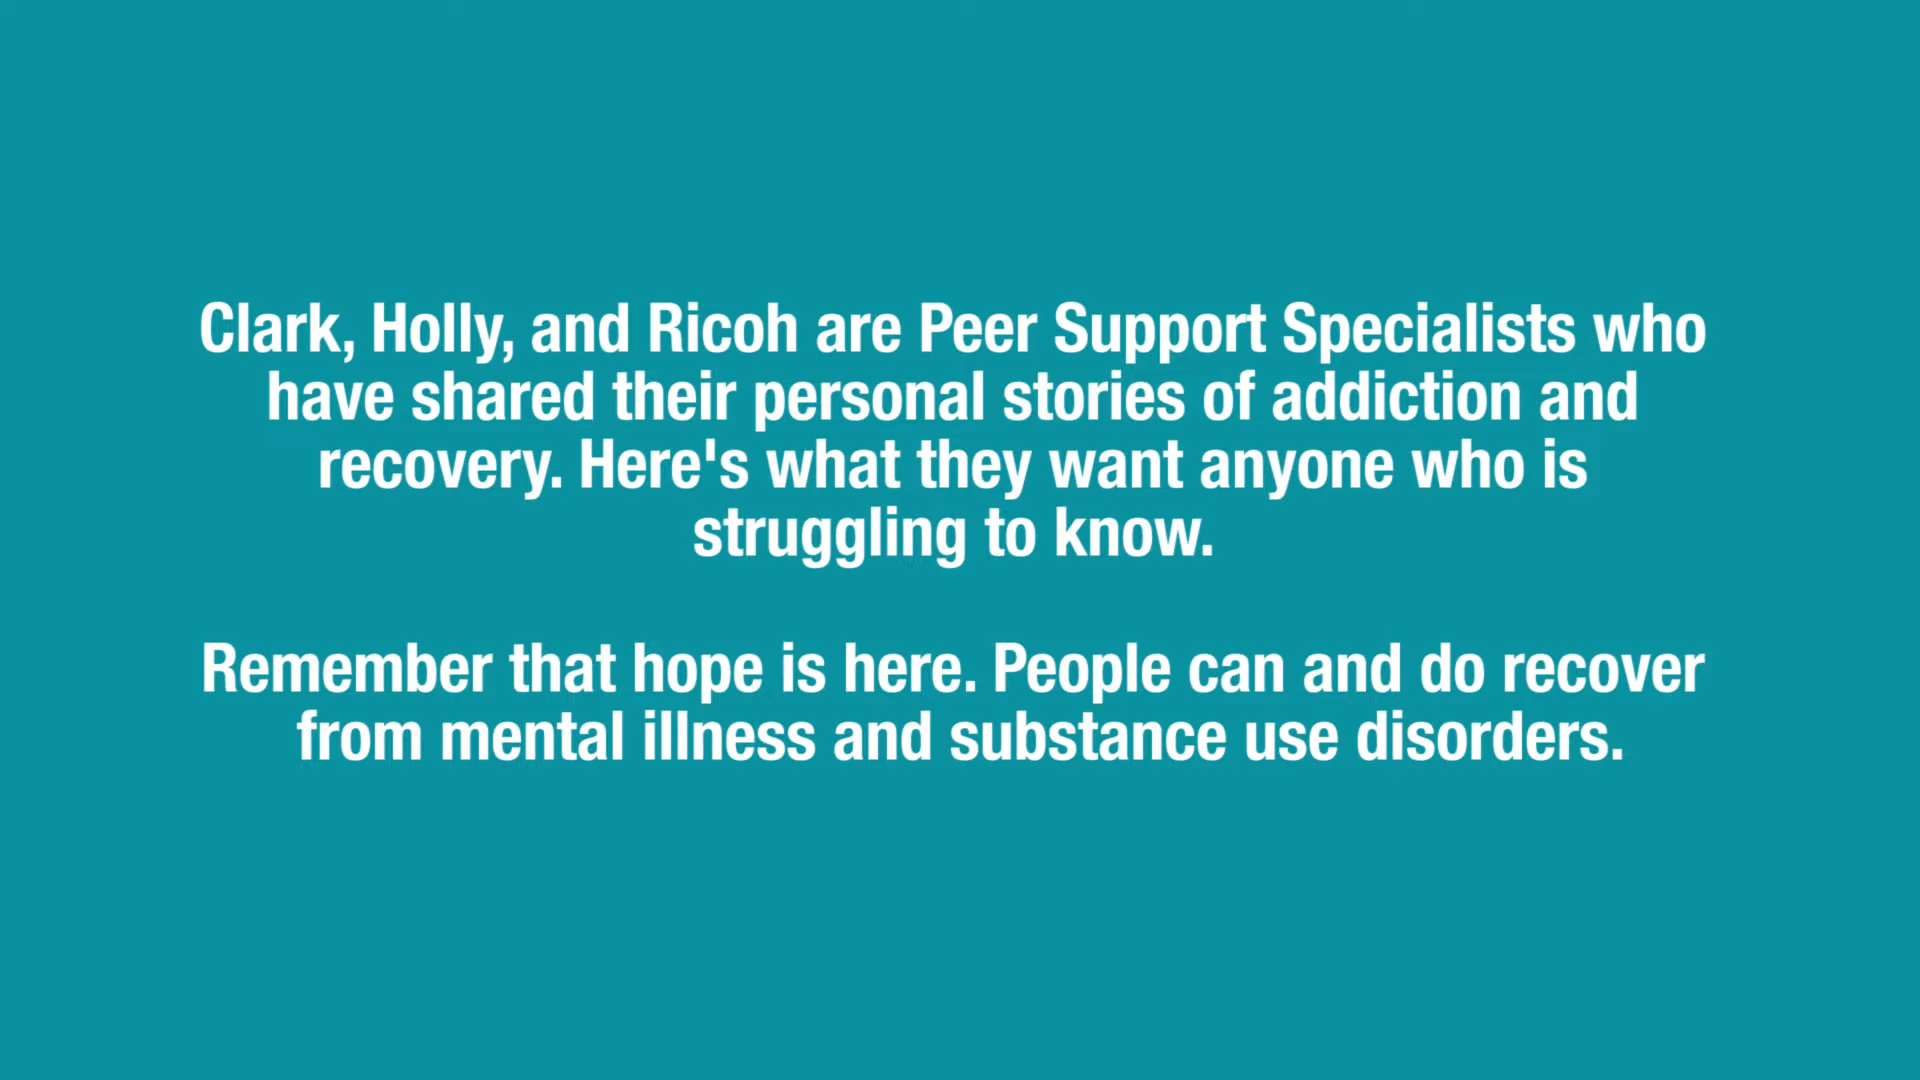 Clark, Holly, and Ricoh are Peer Support Specialists who
have shared their personal stories of addiction and
recovery. Here's what they want anyone who is
struggling to know.
Remember that hope is here. People can and do recover
from mental illness and substance use disorders.